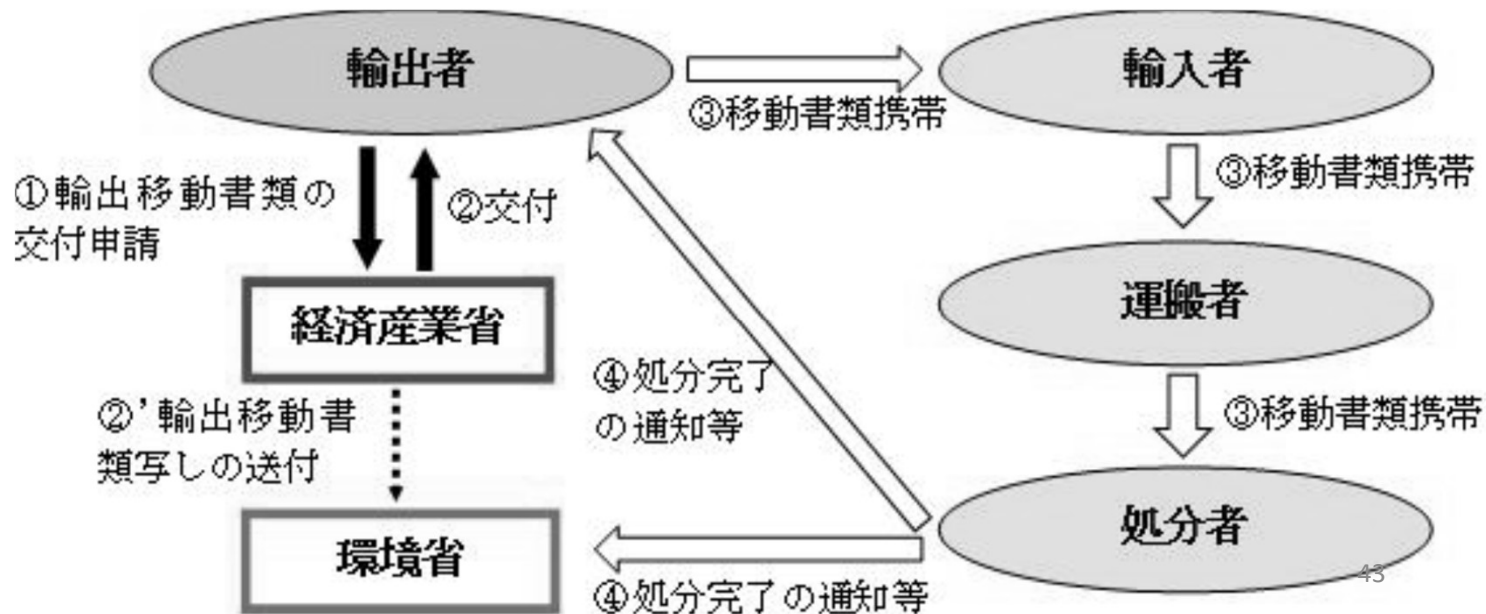 輸出者
輸入者
③移動書類携帯
①輸出移動書類の
交付申請
②交付
③移動書類携帯
経済産業省
運搬者
②’輸出移動書
類写しの送付
④処分完了
の通知等
③移動書類携帯
環境省
処分者
④処分完了の通知等
43